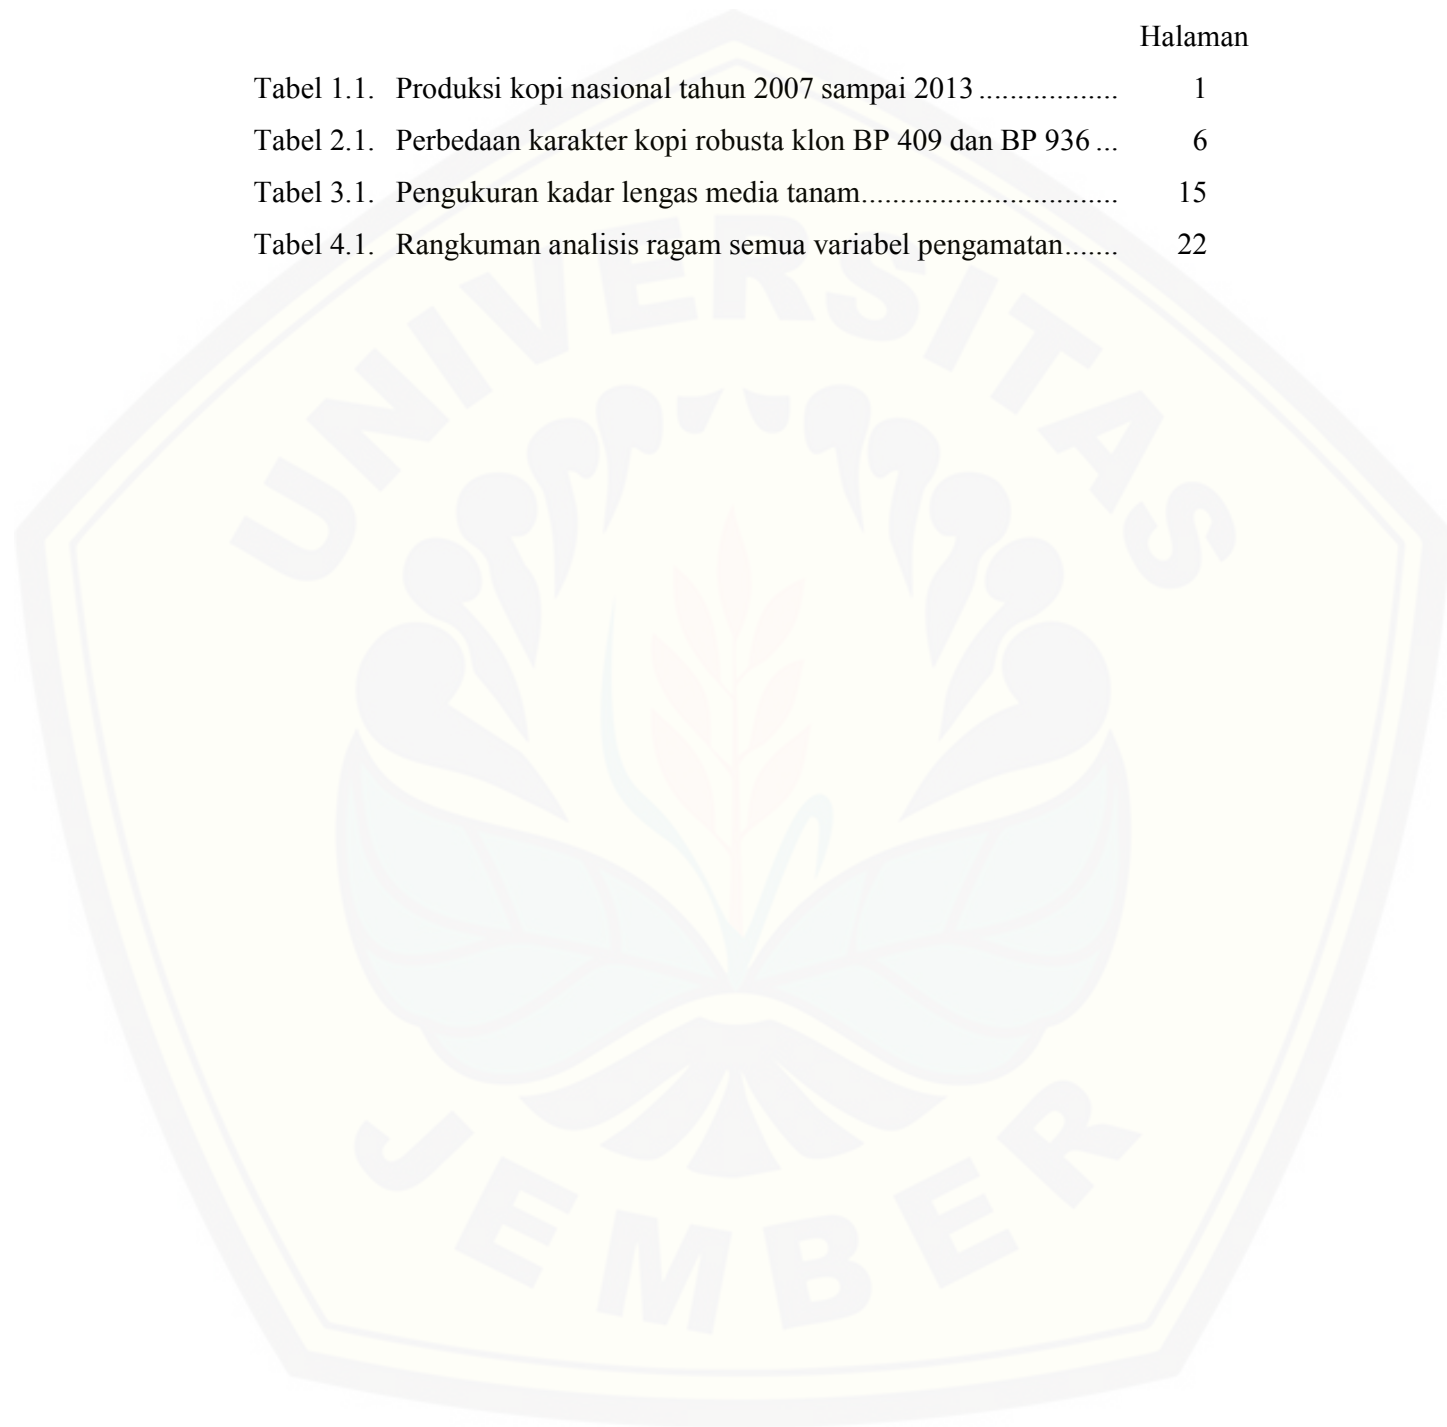 Halaman
Tabel 1.1. Produksi kopi nasional tahun 2007 sampai 2013 .................. 1
Tabel 2.1. Perbedaan karakter kopi robusta klon BP 409 dan BP 936 ... 6
Tabel 3.1. Pengukuran kadar lengas media tanam................................. 15
Tabel 4.1. Rangkuman analisis ragam semua variabel pengamatan....... 22
UNIVERSITAS
JEMBER